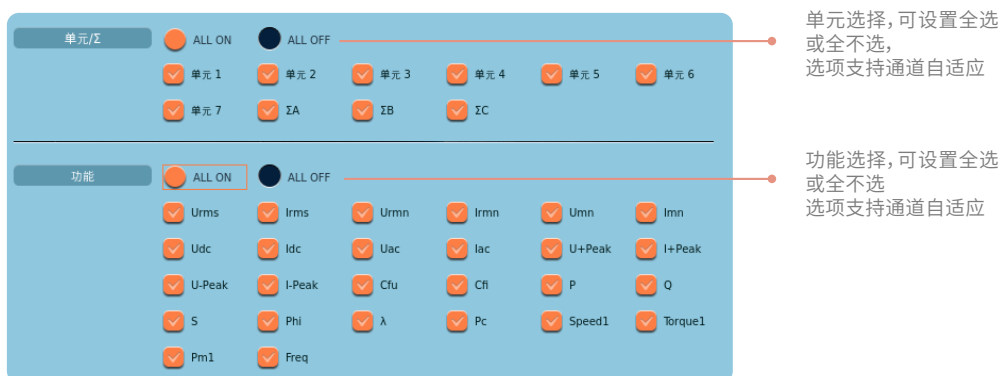 单元/Σ ALL ON ALL OFF
单元 1 单元 2 单元 3 单元 4 单元 5 单元 6
单元 7 ΣA ΣB ΣC
单元选择，可设置全选
或全不选，
选项支持通道自适应
功能 ALL ON ALL OFF
Urms Irms Urmn Irmn Umn Imn
Udc Idc Uac Iac U+Peak I+Peak
U-Peak I-Peak Cfu Cfi P Q
S Phi λ Pc Speed1 Torque1
Pm1 Freq
功能选择，可设置全选
或全不选
选项支持通道自适应